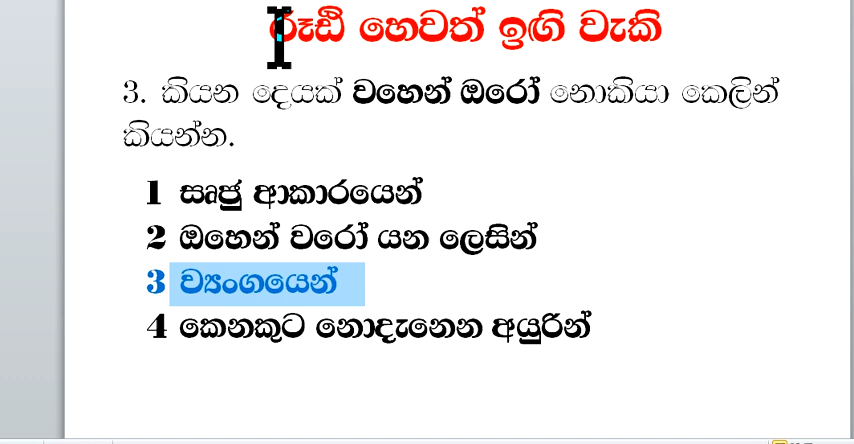 රූඪි හෙවත් ඉඟි වැකි
3. කියන දෙයක් වහෙන් ඔරෝ නොකියා කෙලින්
කියන්න.
1 ඍජු ආකාරයෙන්
2 ඔහෙන් වරෝ යන ලෙසින්
3 ව්‍යංගයෙන්
4 කෙනකුට නොදැනෙන අයුරින්